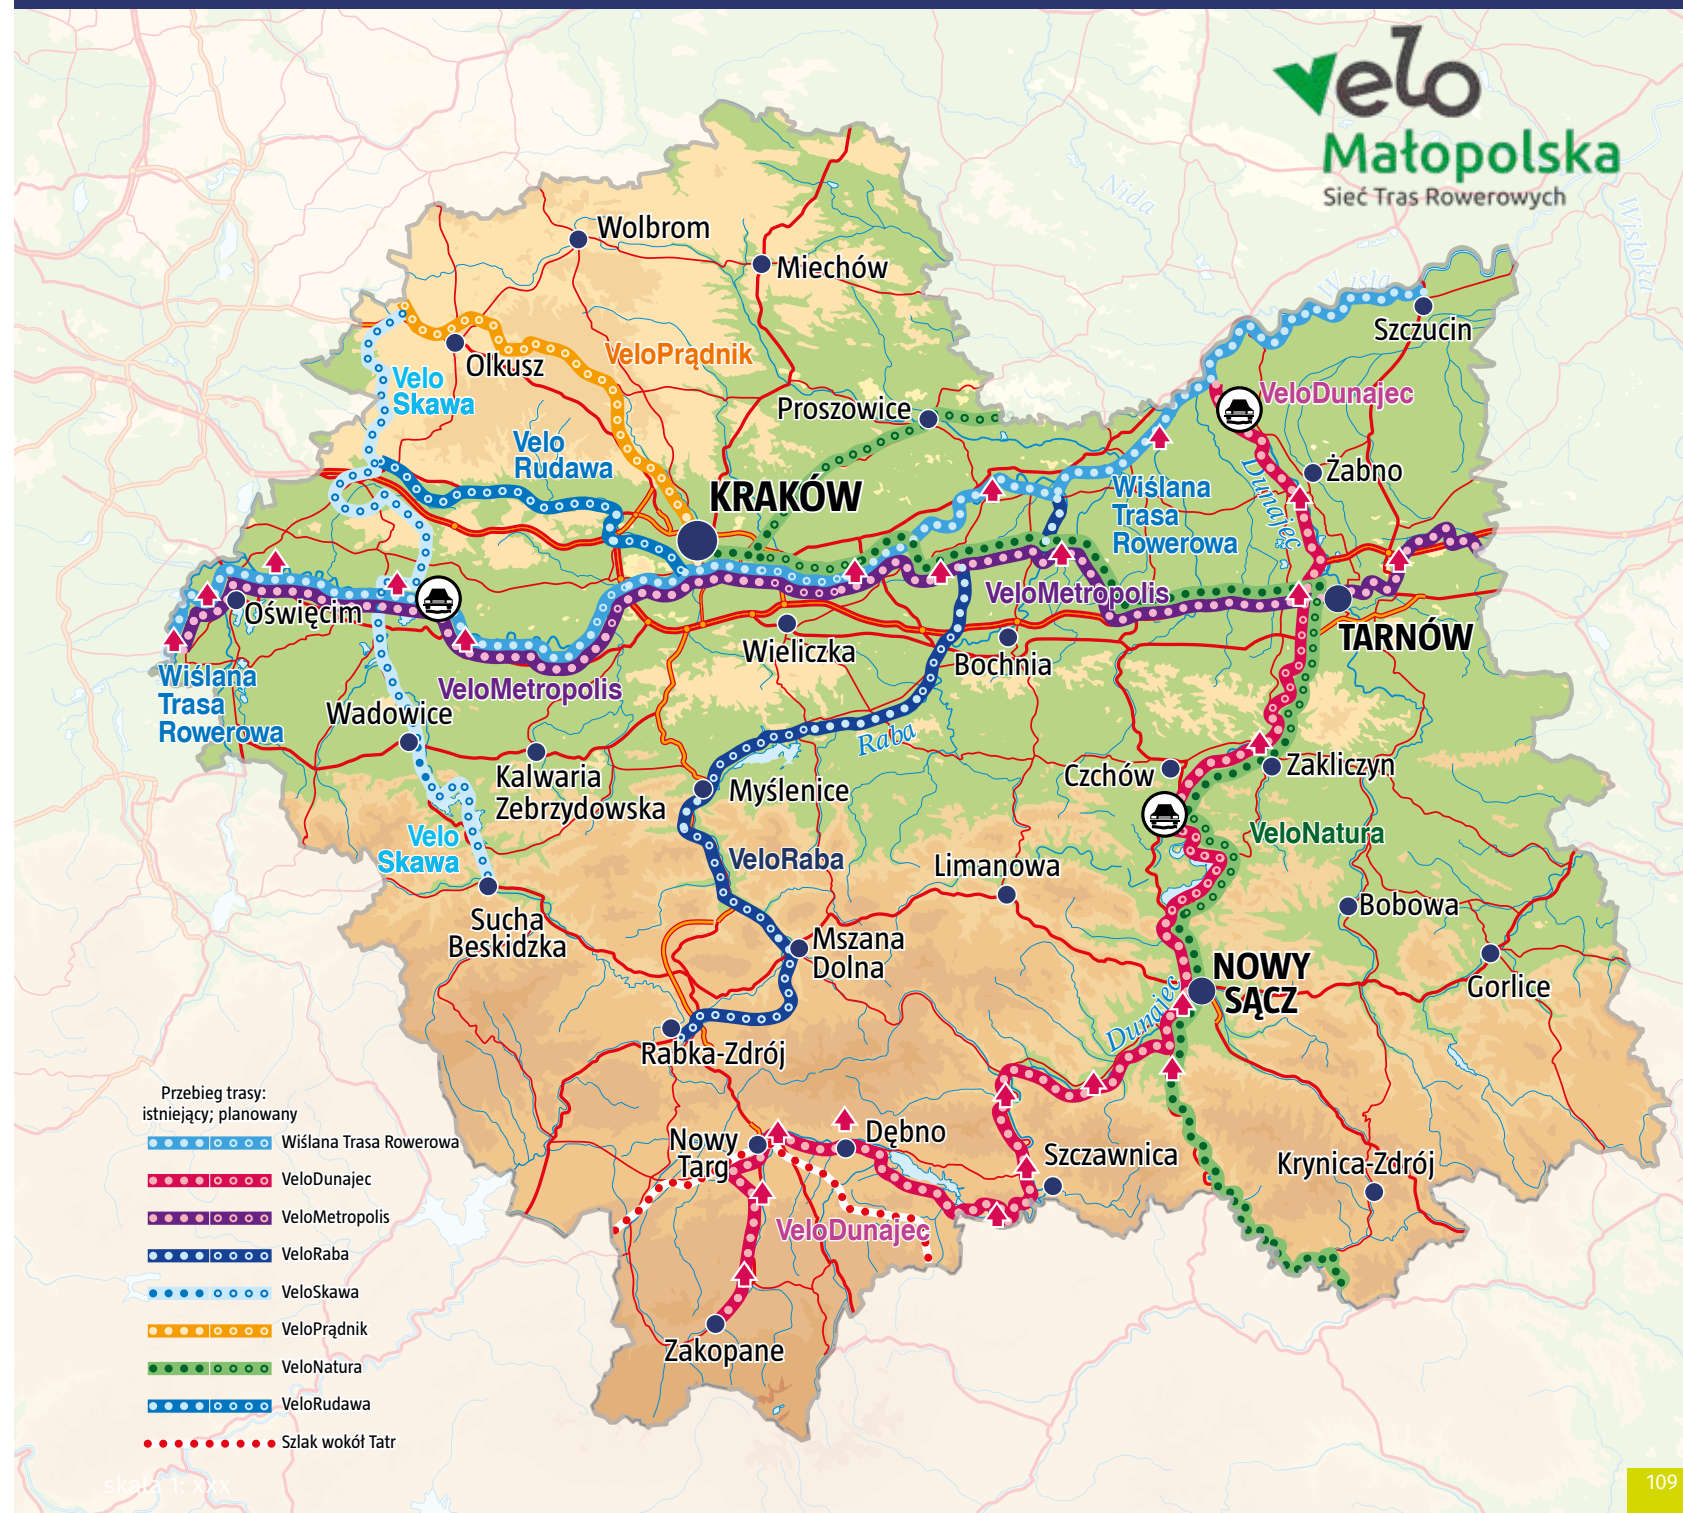 velo
Małopolska
Sieć Tras Rowerowych
Nida
Wisłoka
Wisła
Wolbrom
Miechów
Szczucin
Olkusz
VeloPrądnik
Velo
Skawa
Proszowice
VeloDunajec
Velo
Rudawa
Żabno
Dunajec
KRAKÓW
Wiślana
Trasa
Rowerowa
VeloMetropolis
Oświęcim
TARNÓW
Wieliczka
Bochnia
Wiślana
Trasa
Rowerowa
VeloMetropolis
Wadowice
Raba
Kalwaria
Zebrzydowska
Myślenice
Czchów
Zakliczyn
Velo
Skawa
VeloRaba
VeloNatura
Limanowa
Bobowa
Sucha
Beskidzka
Mszana
Dolna
NOWY
SĄCZ
Gorlice
Dunajec
Rabka-Zdrój
Nowy
Targ
Dębno
Szczawnica
Krynica-Zdrój
VeloDunajec
Zakopane
Przebieg trasy:
istniejący; planowany
Wiślana Trasa Rowerowa
VeloDunajec
VeloMetropolis
VeloRaba
VeloSkawa
VeloPrądnik
VeloNatura
VeloRudawa
Szlak wokół Tatr
skala 1: xxx
109